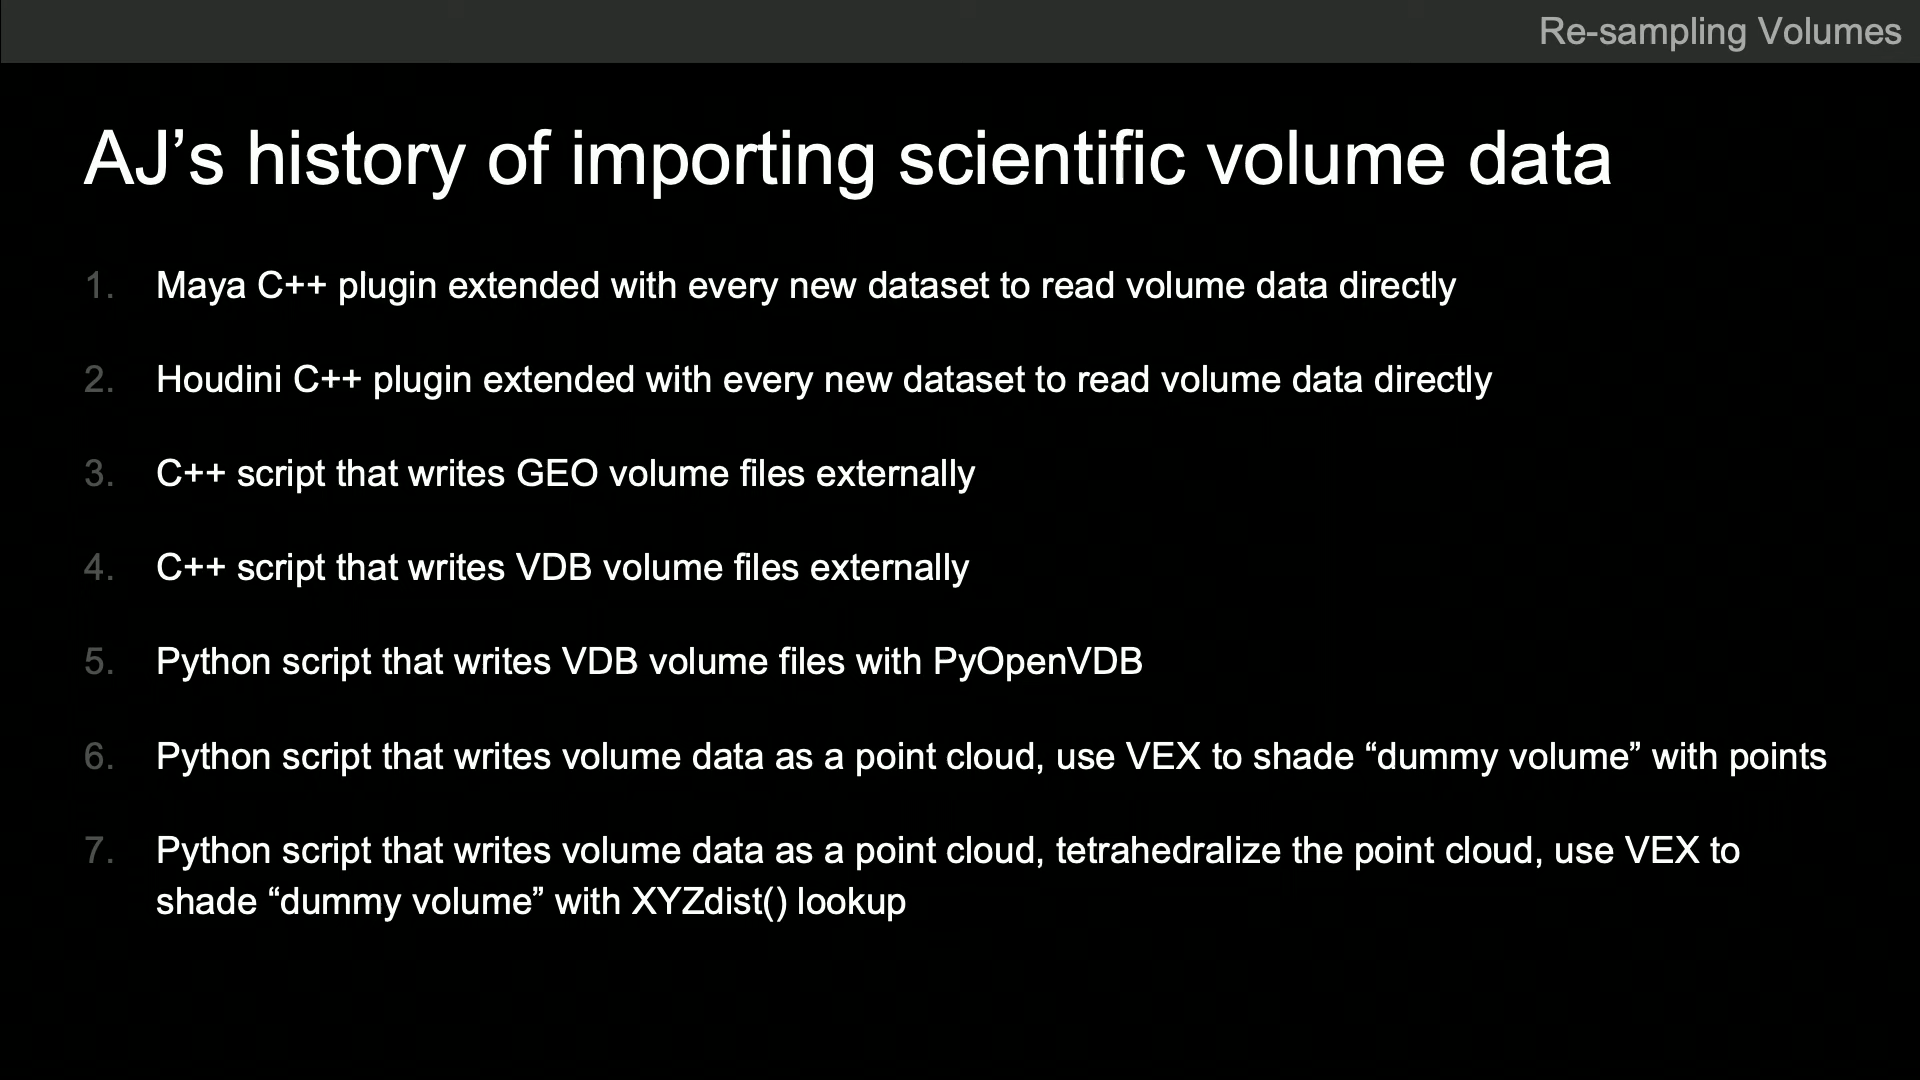 Re-sampling Volumes
AJ’s history of importing scientific volume data
1. Maya C++ plugin extended with every new dataset to read volume data directly
2. Houdini C++ plugin extended with every new dataset to read volume data directly
3. C++ script that writes GEO volume files externally
4. C++ script that writes VDB volume files externally
5. Python script that writes VDB volume files with PyOpenVDB
6. Python script that writes volume data as a point cloud, use VEX to shade “dummy volume” with points
7. Python script that writes volume data as a point cloud, tetrahedralize the point cloud, use VEX to
shade “dummy volume” with XYZdist() lookup